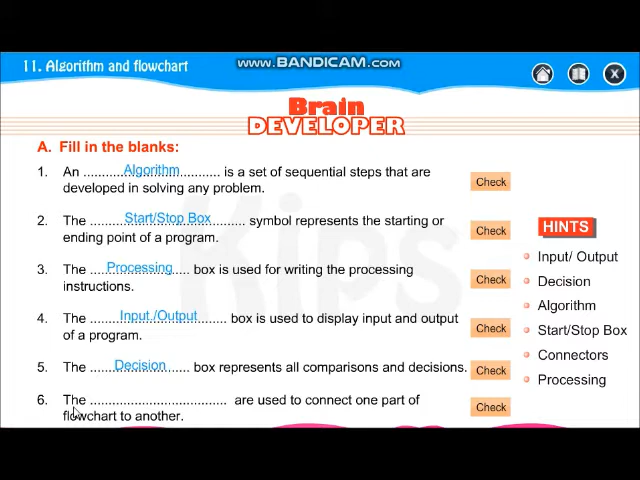 11. Algorithm and flowchart
www.BANDICAM.com
X
Brain
DEVELOPER
A. Fill in the blanks:
1. An ........Algorithm........ is a set of sequential steps that are
developed in solving any problem.
Check
2. The ........Start/Stop Box........ symbol represents the starting or
ending point of a program.
Check
3. The ....Processing.... box is used for writing the processing
instructions.
Check
4. The ........Input./Output........ box is used to display input and output
of a program.
Check
5. The ......Decision...... box represents all comparisons and decisions.
Check
6. The .................................. are used to connect one part of
flowchart to another.
Check
HINTS
Input/ Output
Decision
Algorithm
Start/Stop Box
Connectors
Processing
Kips